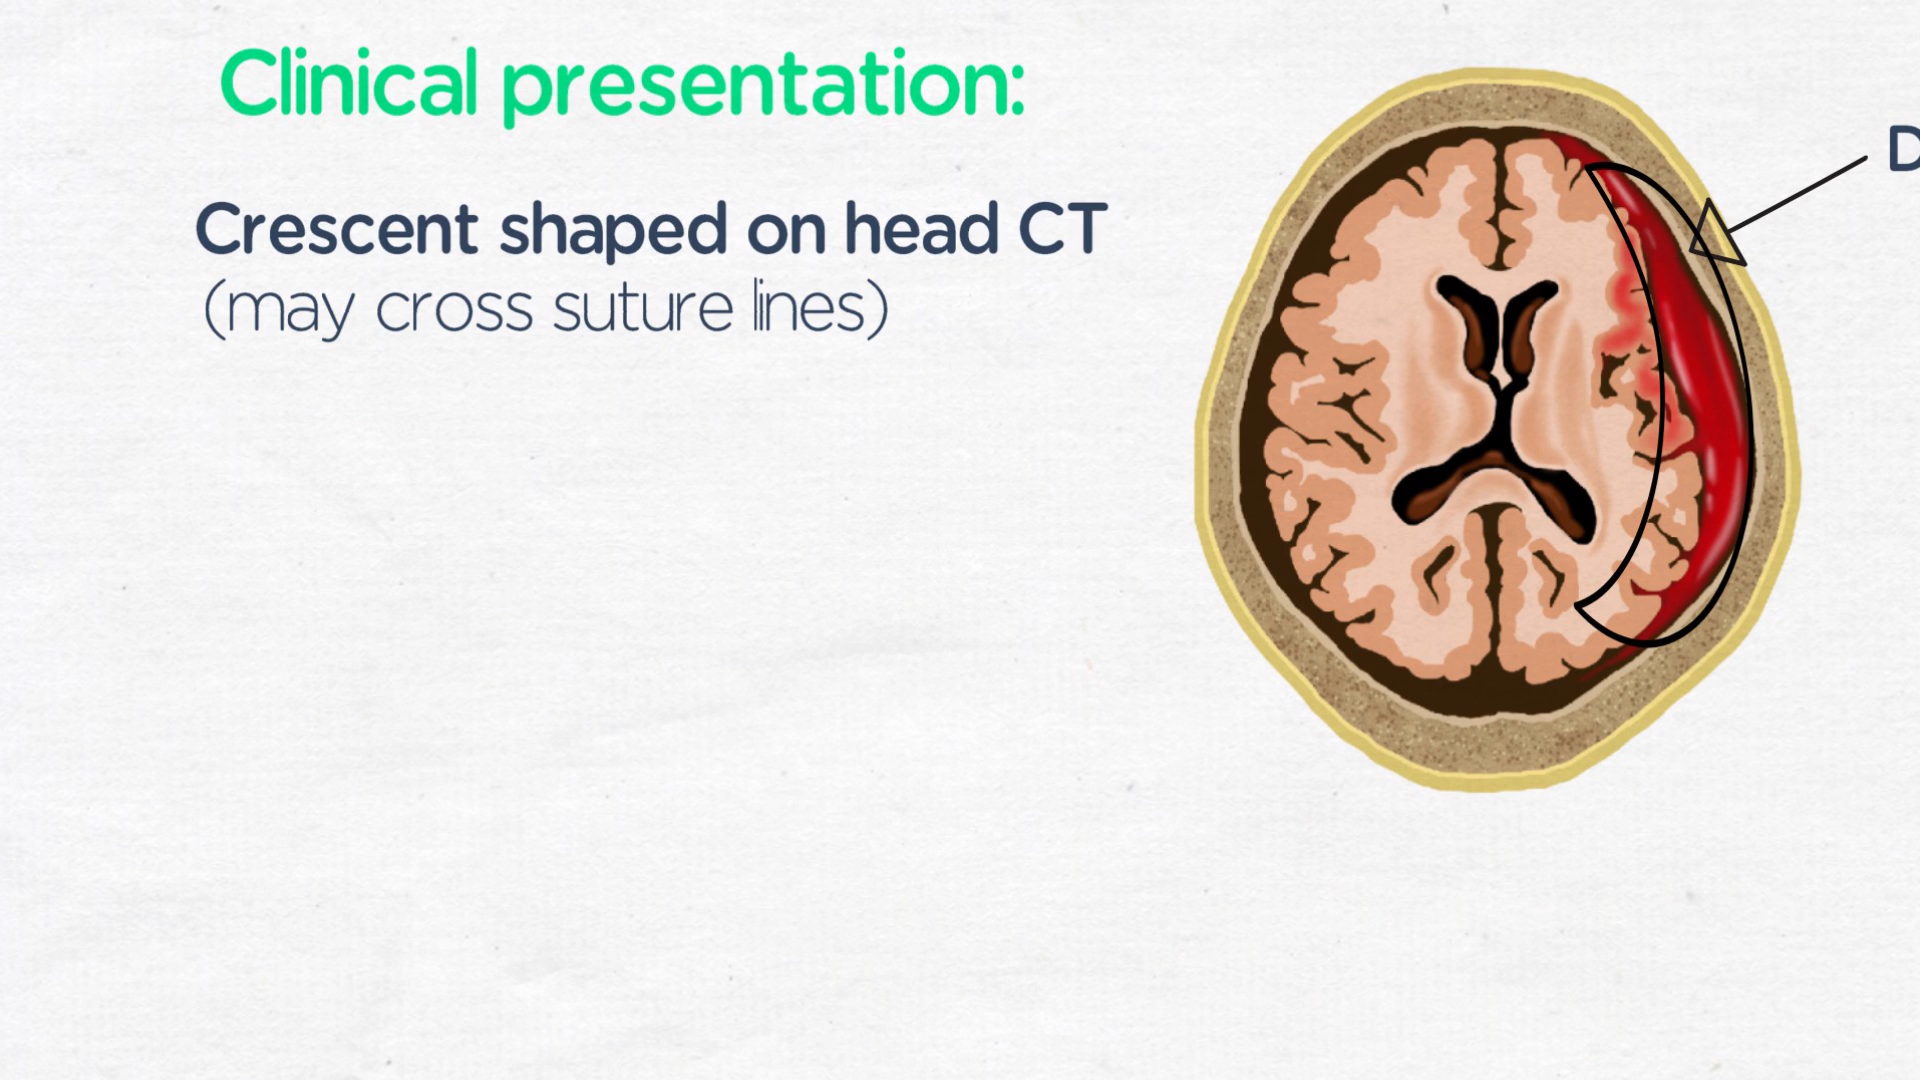 Clinical presentation:
Crescent shaped on head CT
(may cross suture lines)